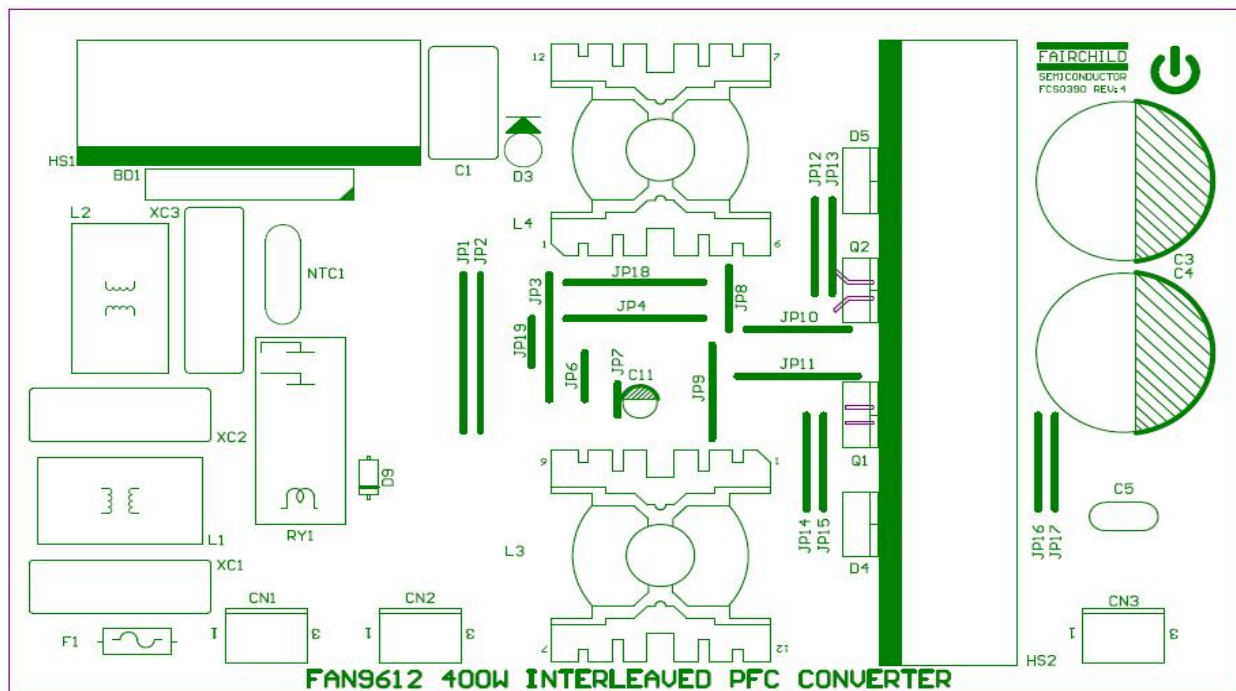 FAIRCHILD
SEMICONDUCTOR
FCS0390 REV:4
12
7
HS1
BD1
C1
D3
D5
JP12
JP13
L2
XC3
NTC1
L4
1
6
Q2
C3
C4
JP1
JP2
JP3
JP18
JP8
JP4
JP10
JP19
JP6
JP7
C11
JP9
JP11
XC2
D9
6
1
Q1
L1
RY1
L3
JP14
JP15
D4
C5
JP16
JP17
XC1
CN1
CN2
CN3
F1
1
3
1
3
7
12
1
3
HS2
FAN9612 400W INTERLEAVED PFC CONVERTER